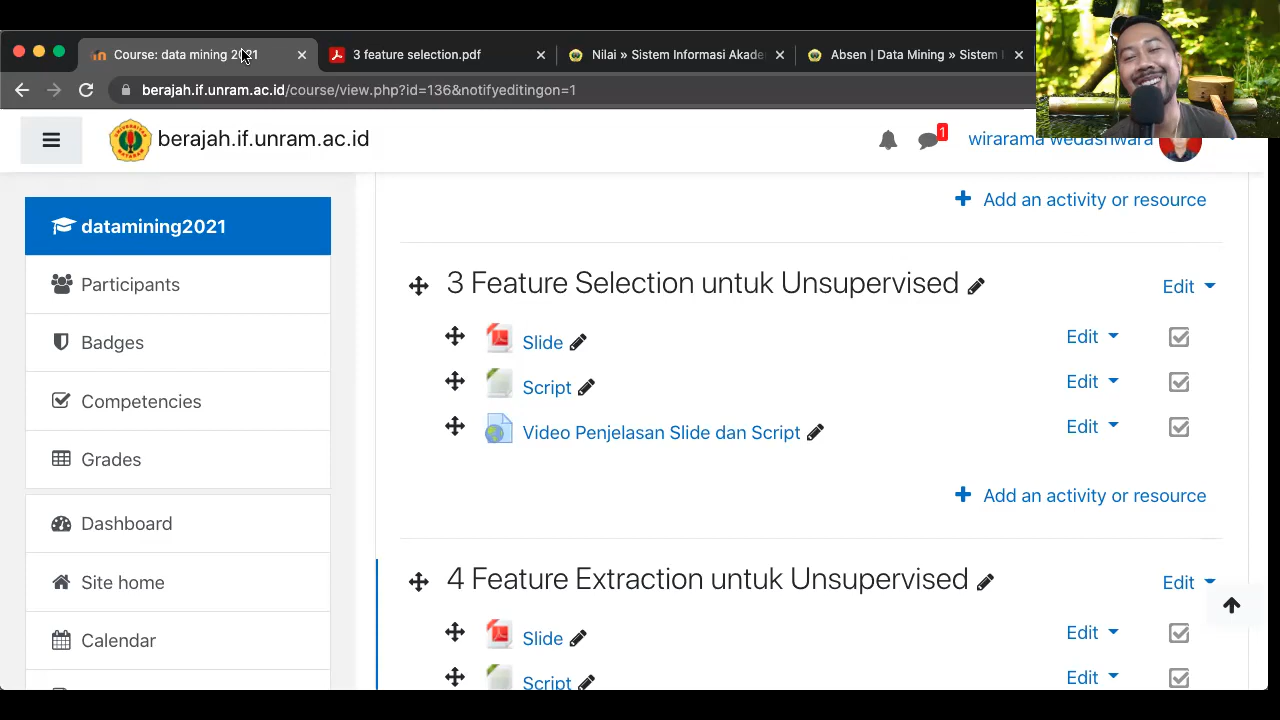 Course: data mining 2021
3 feature selection.pdf
Nilai » Sistem Informasi Akade
Absen | Data Mining » Sistem
berajah.if.unram.ac.id/course/view.php?id=136&notifyeditingon=1
berajah.if.unram.ac.id
1
wirarama wedashwara
datamining2021
Participants
Badges
Competencies
Grades
Dashboard
Site home
Calendar
Add an activity or resource
3 Feature Selection untuk Unsupervised
Edit
Slide
Edit
Script
Edit
Video Penjelasan Slide dan Script
Edit
Add an activity or resource
4 Feature Extraction untuk Unsupervised
Edit
Slide
Edit
Script
Edit